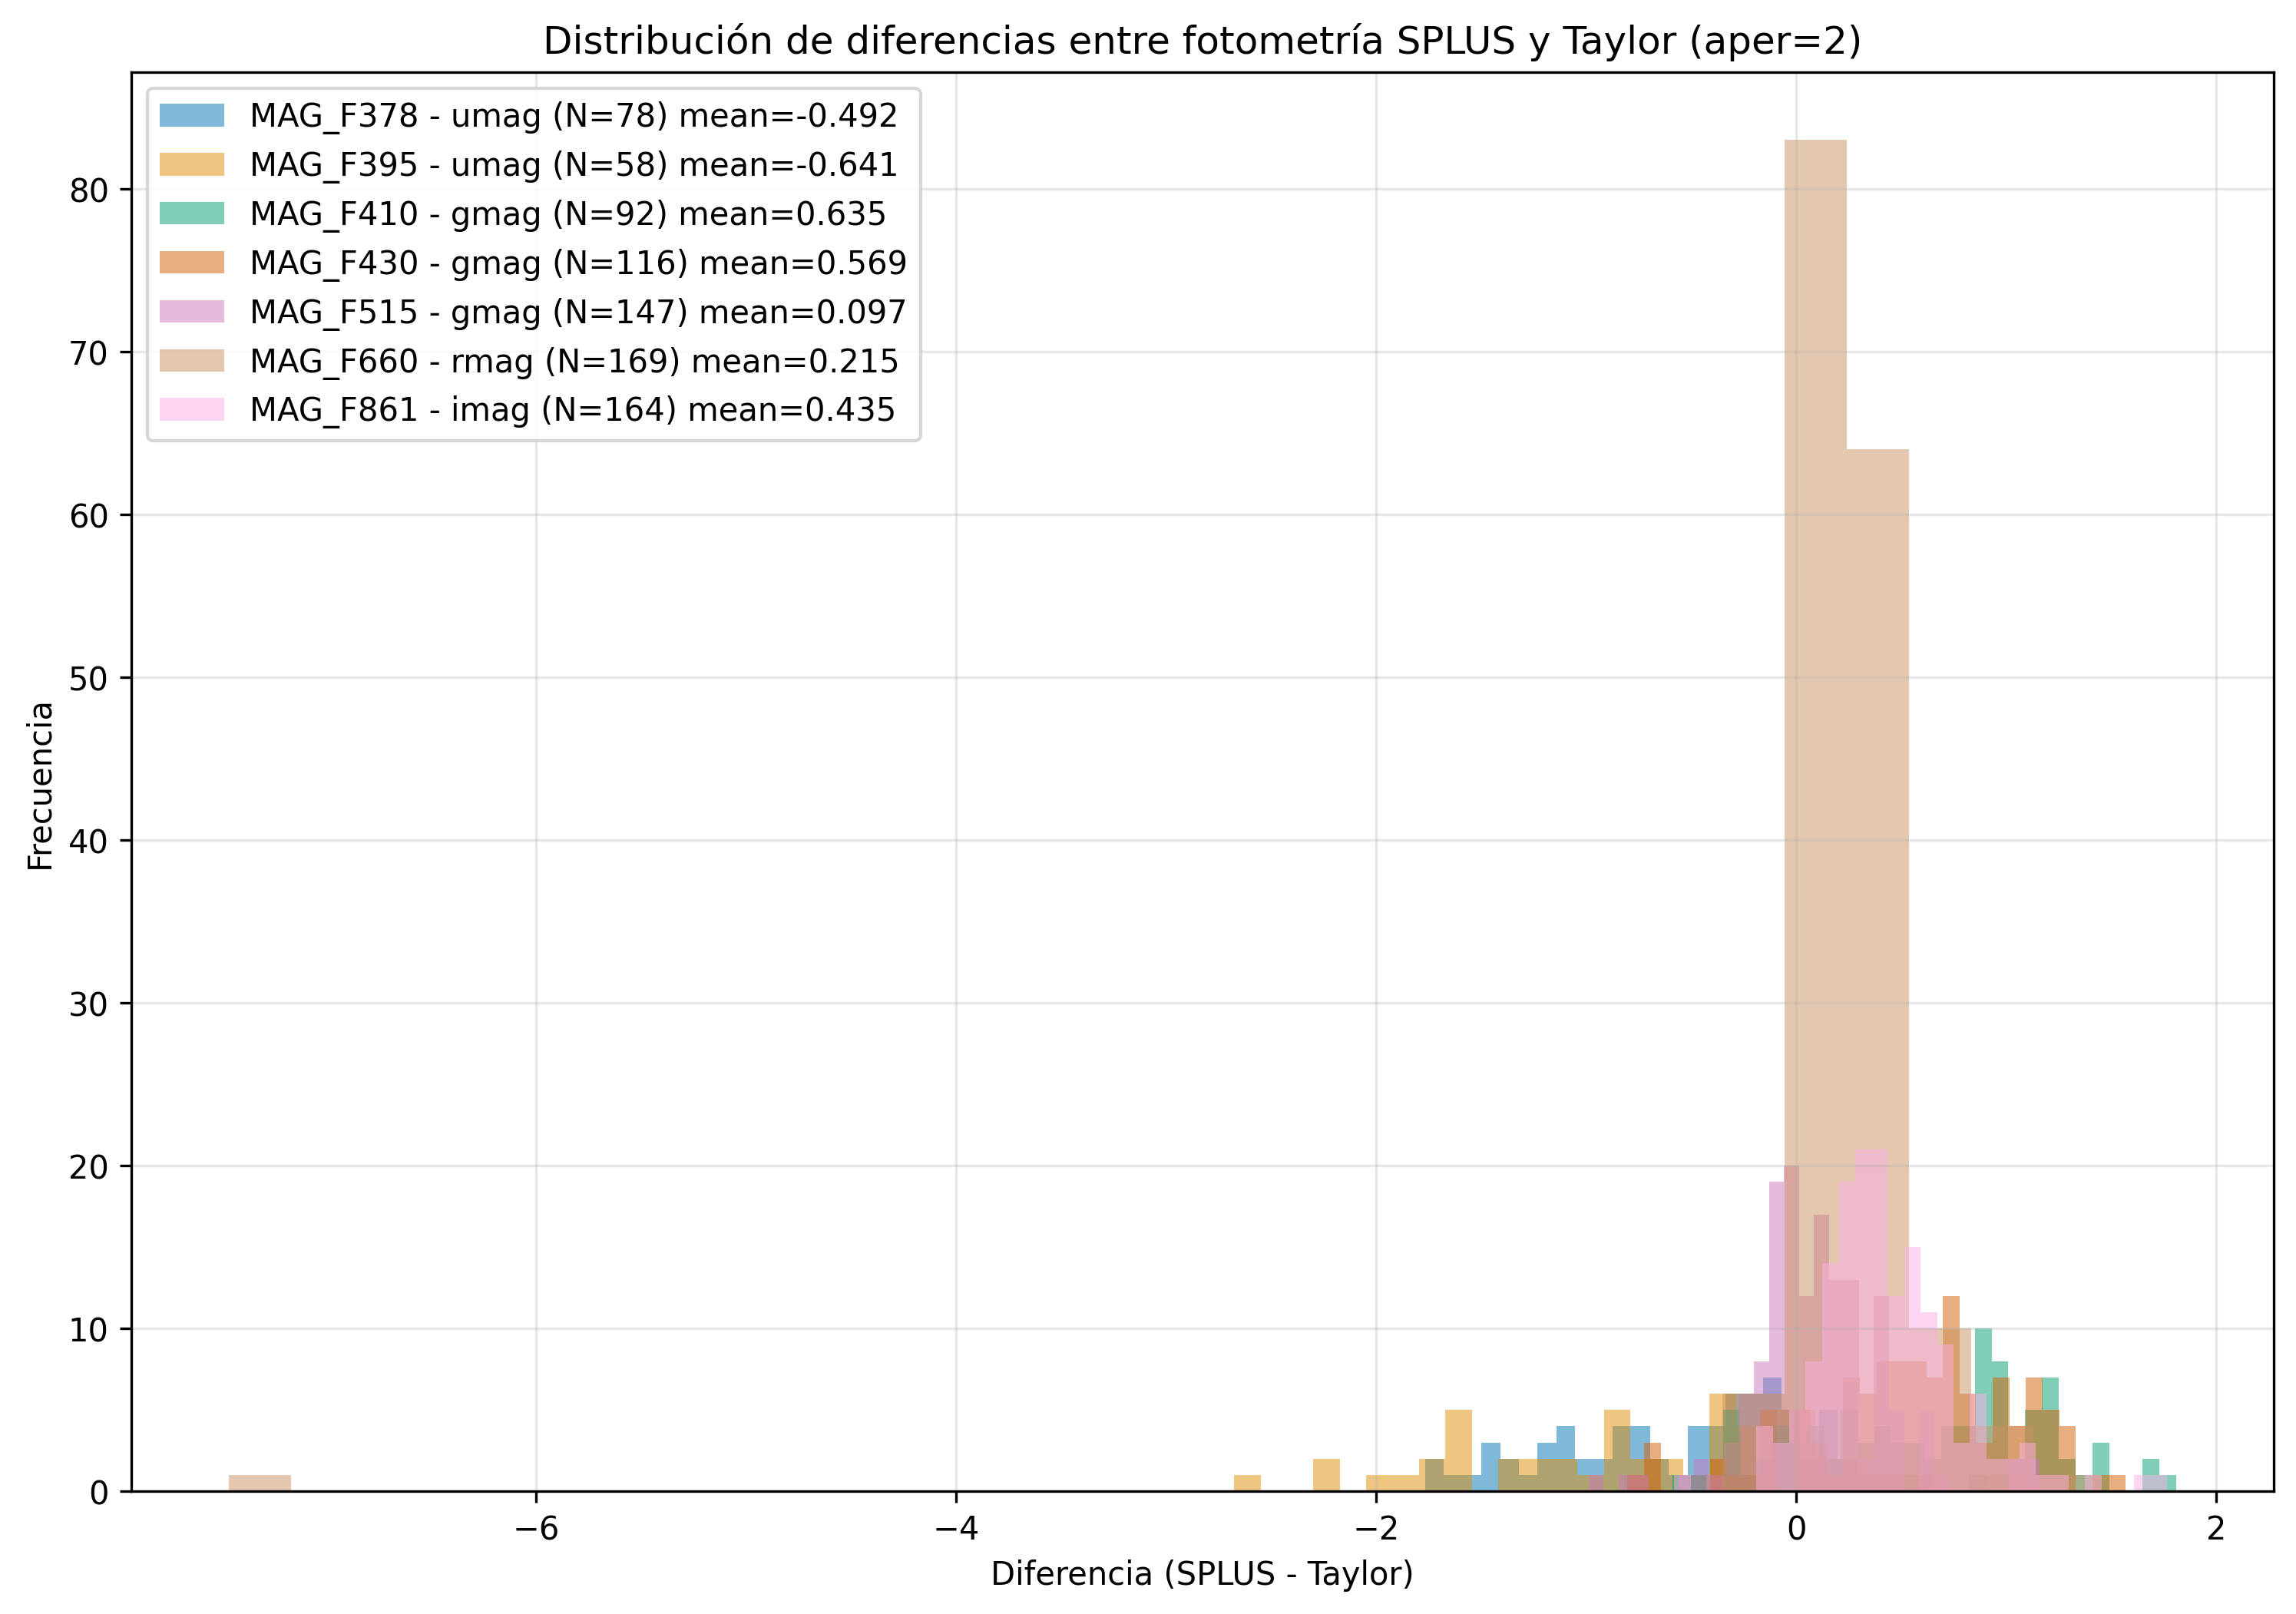 Distribución de diferencias entre fotometría SPLUS y Taylor (aper=2)
MAG_F378 - umag (N=78) mean=-0.492
MAG_F395 - umag (N=58) mean=-0.641
MAG_F410 - gmag (N=92) mean=0.635
MAG_F430 - gmag (N=116) mean=0.569
MAG_F515 - gmag (N=147) mean=0.097
MAG_F660 - rmag (N=169) mean=0.215
MAG_F861 - imag (N=164) mean=0.435
Frecuencia
80
70
60
50
40
30
20
10
0
−6 −4 −2 0 2
Diferencia (SPLUS - Taylor)